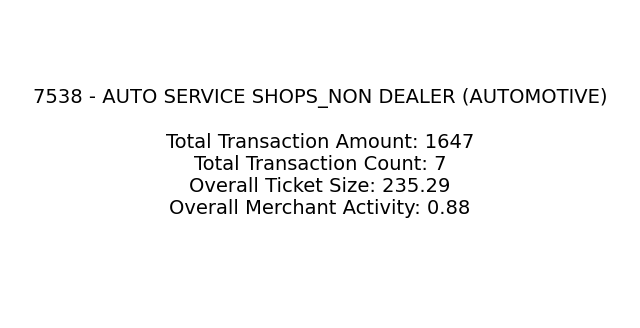 7538 - AUTO SERVICE SHOPS_NON DEALER (AUTOMOTIVE)
Total Transaction Amount: 1647
Total Transaction Count: 7
Overall Ticket Size: 235.29
Overall Merchant Activity: 0.88